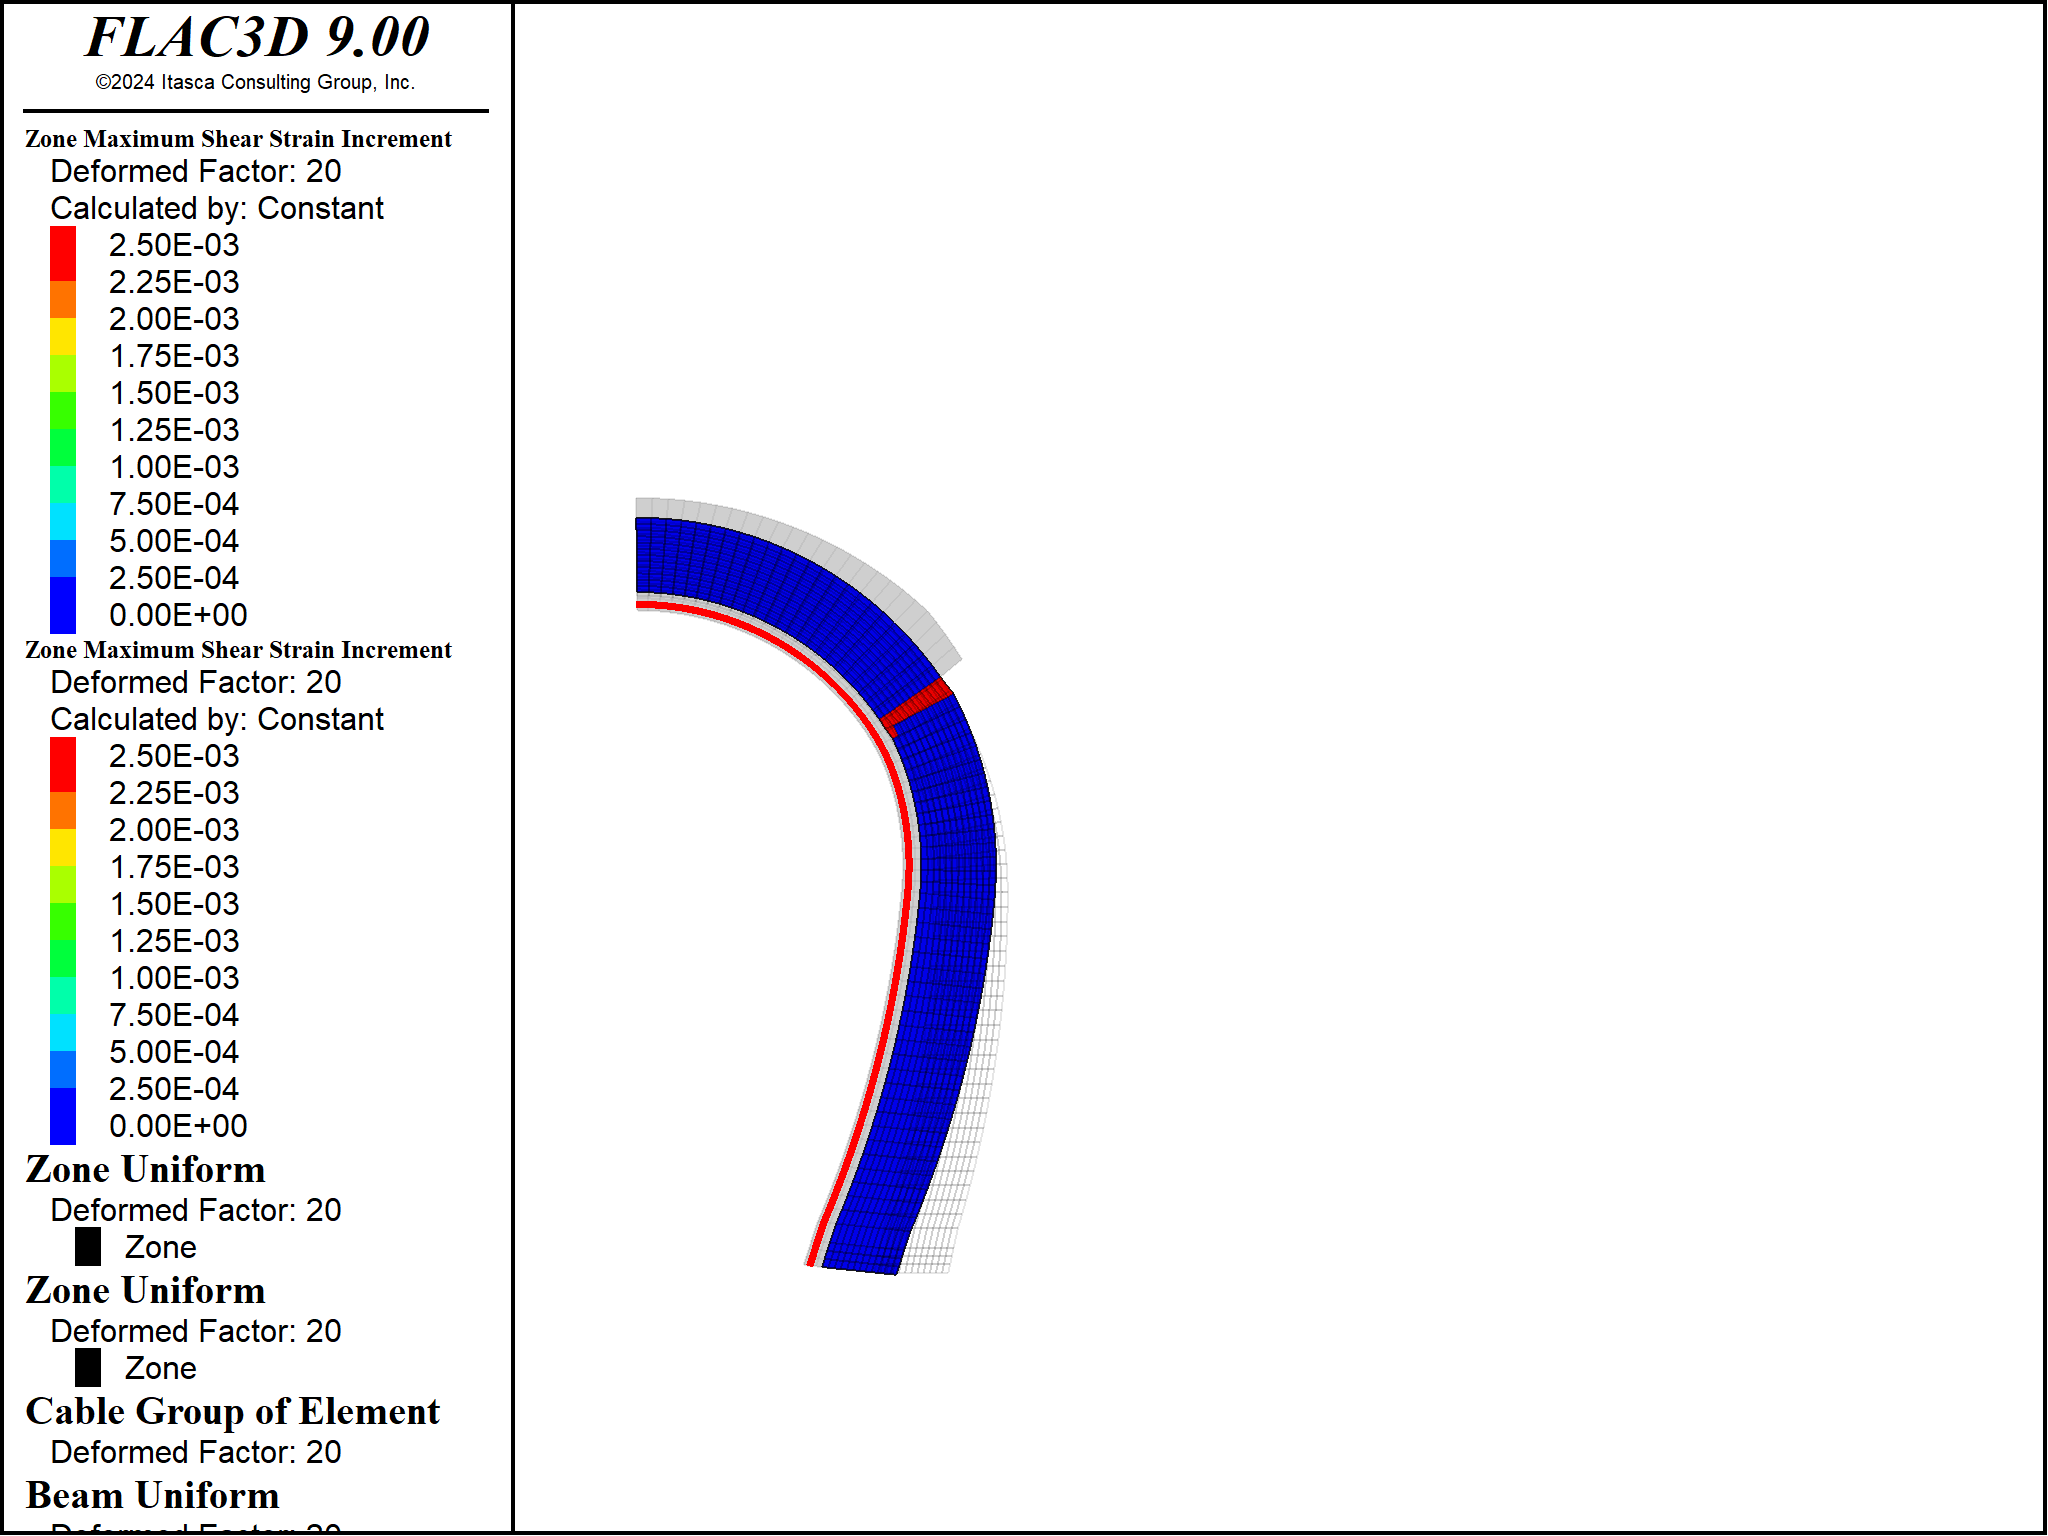 FLAC3D 9.00
©2024 Itasca Consulting Group, Inc.
Zone Maximum Shear Strain Increment
Deformed Factor: 20
Calculated by: Constant
2.50E-03
2.25E-03
2.00E-03
1.75E-03
1.50E-03
1.25E-03
1.00E-03
7.50E-04
5.00E-04
2.50E-04
0.00E+00
Zone Maximum Shear Strain Increment
Deformed Factor: 20
Calculated by: Constant
2.50E-03
2.25E-03
2.00E-03
1.75E-03
1.50E-03
1.25E-03
1.00E-03
7.50E-04
5.00E-04
2.50E-04
0.00E+00
Zone Uniform
Deformed Factor: 20
Zone
Zone Uniform
Deformed Factor: 20
Zone
Cable Group of Element
Deformed Factor: 20
Beam Uniform